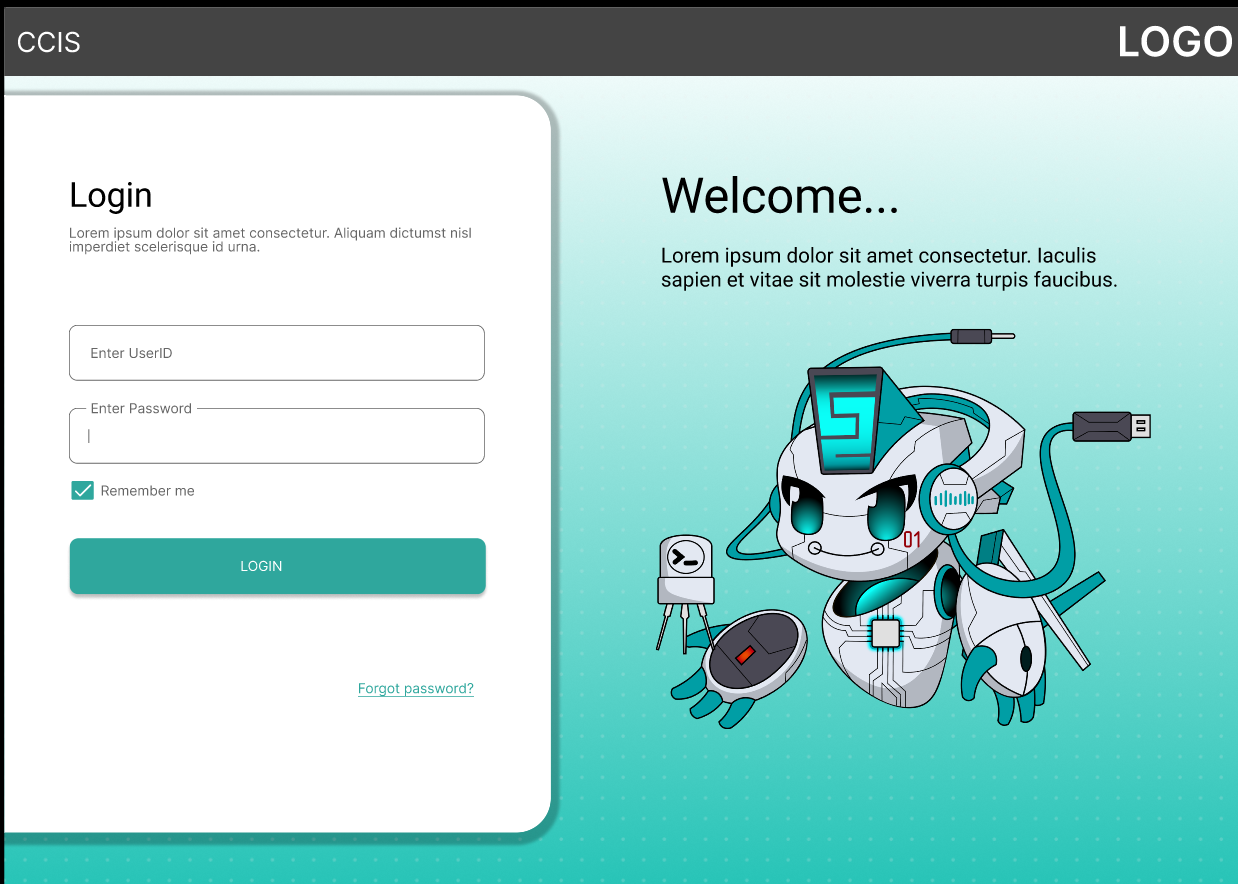 CCIS
LOGO
Login
Lorem ipsum dolor sit amet consectetur. Aliquam dictumst nisl
imperdiet scelerisque id urna.
Enter UserID
Enter Password
Remember me
LOGIN
Forgot password?
Welcome...
Lorem ipsum dolor sit amet consectetur. Iaculis
sapien et vitae sit molestie viverra turpis faucibus.
01
>_